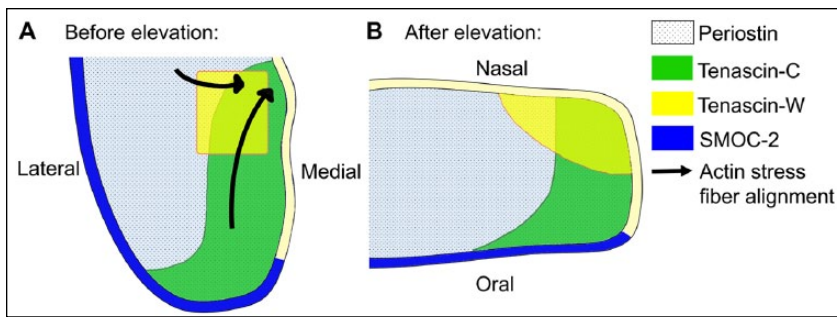 A Before elevation:
Lateral
Medial
B After elevation:
Nasal
Oral
Periostin
Tenascin-C
Tenascin-W
SMOC-2
Actin stress
fiber alignment